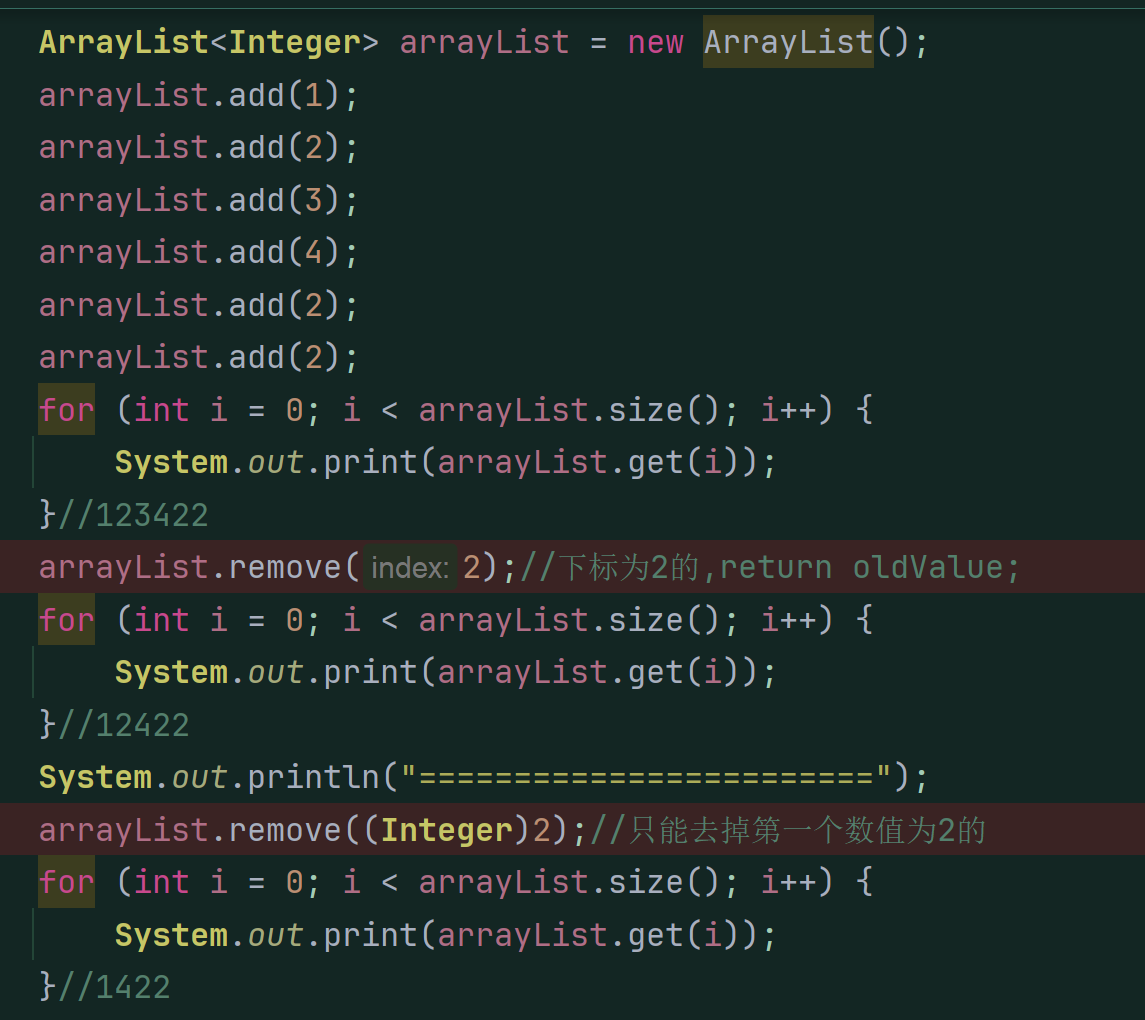 ArrayList<Integer> arrayList = new ArrayList();
arrayList.add(1);
arrayList.add(2);
arrayList.add(3);
arrayList.add(4);
arrayList.add(2);
arrayList.add(2);
for (int i = 0; i < arrayList.size(); i++) {
    System.out.print(arrayList.get(i));
}//123422
arrayList.remove( index: 2);//下标为2的,return oldValue;
for (int i = 0; i < arrayList.size(); i++) {
    System.out.print(arrayList.get(i));
}//12422
System.out.println("========================");
arrayList.remove((Integer)2);//只能去掉第一个数值为2的
for (int i = 0; i < arrayList.size(); i++) {
    System.out.print(arrayList.get(i));
}//1422